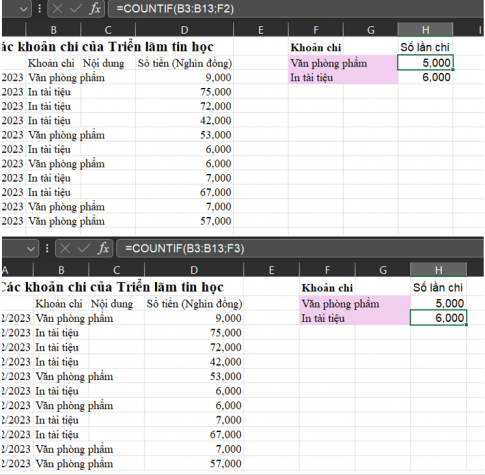 =COUNTIF(B3:B13;F2)
B C D E F G H I
ác khoản chi của Triển lãm tin học Khoản chi Số lần chi
Khoản chi Nội dung Số tiền (Nghìn đồng) Văn phòng phẩm 5,000
2023 Văn phòng phẩm 9,000 In tài tiệu 6,000
2023 In tài tiệu 75,000
2023 In tài tiệu 72,000
2023 In tài tiệu 42,000
2023 Văn phòng phẩm 53,000
2023 In tài tiệu 6,000
2023 Văn phòng phẩm 6,000
2023 In tài tiệu 7,000
2023 In tài tiệu 67,000
2023 Văn phòng phẩm 7,000
2023 Văn phòng phẩm 57,000
fx =COUNTIF(B3:B13;F3)
A B C D E F G H
Các khoản chi của Triển lãm tin học Khoản chi Số lần chi
Khoản chi Nội dung Số tiền (Nghìn đồng) Văn phòng phẩm 5,000
2/2023 Văn phòng phẩm 9,000 In tài tiệu 6,000
2/2023 In tài tiệu 75,000
2/2023 In tài tiệu 72,000
2/2023 In tài tiệu 42,000
2/2023 Văn phòng phẩm 53,000
2/2023 In tài tiệu 6,000
2/2023 Văn phòng phẩm 6,000
2/2023 In tài tiệu 7,000
2/2023 In tài tiệu 67,000
2/2023 Văn phòng phẩm 7,000
2/2023 Văn phòng phẩm 57,000